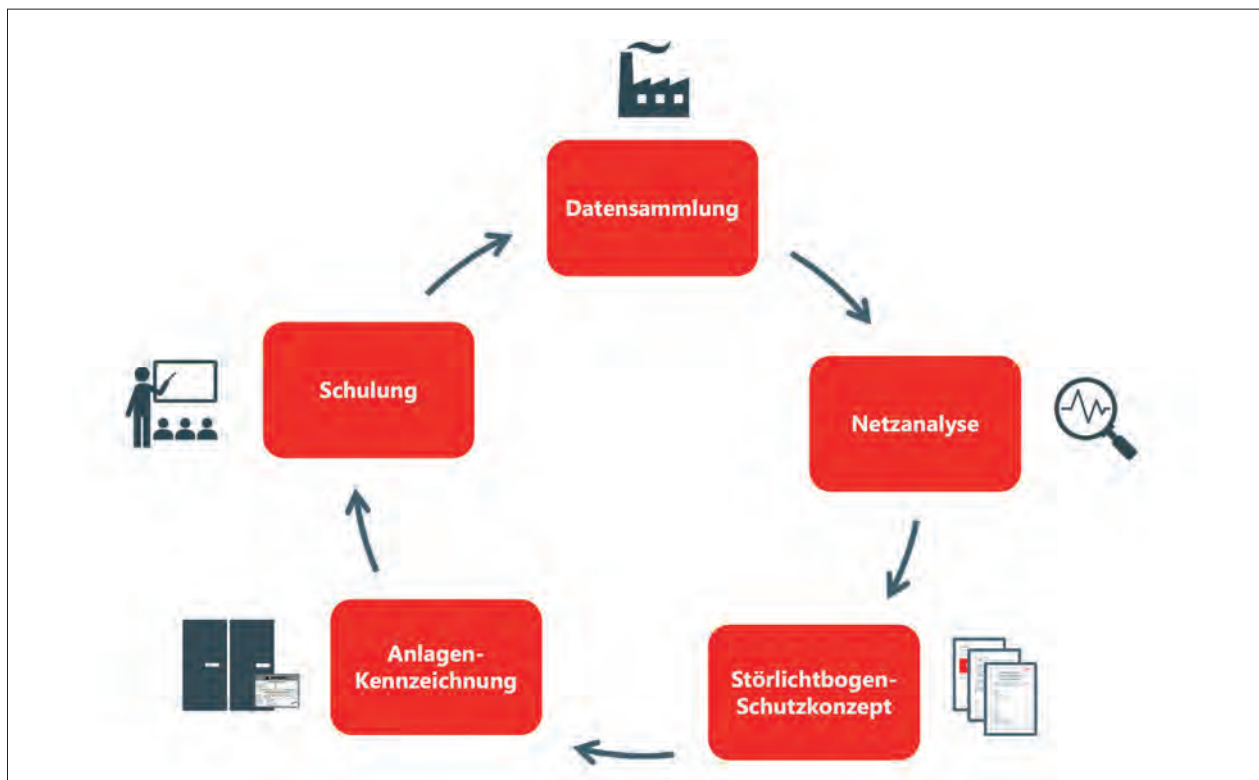 Datensammlung
Netzanalyse
Störlichtbogen-
Schutzkonzept
Anlagen-
Kennzeichnung
Schulung